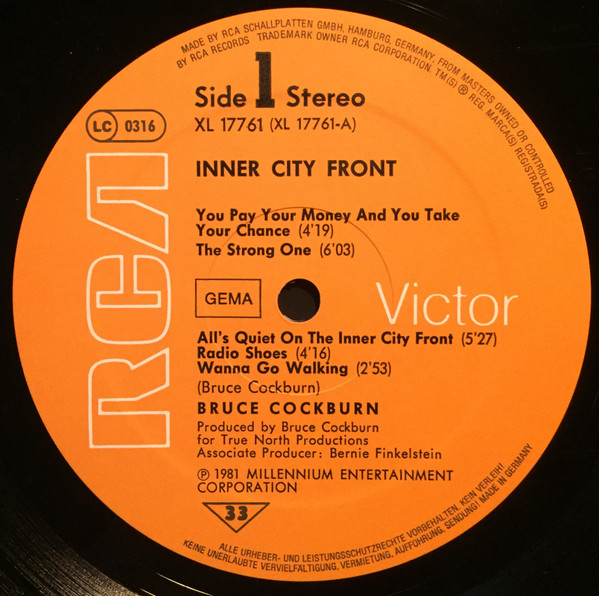 MADE BY RCA SCHALLPLATTEN GMBH, HAMBURG, GERMANY, FROM MASTERS OWNED OR CONTROLLED
BY RCA RECORDS TRADEMARK OWNER RCA CORPORATION. TM(S) ® REG. MARCA(S) REGISTRADA(S)
Side 1 Stereo
XL 17761 (XL 17761-A)
LC 0316
INNER CITY FRONT
You Pay Your Money And You Take
Your Chance (4'19)
The Strong One (6'03)
RCA
GEMA
Victor
All's Quiet On The Inner City Front (5'27)
Radio Shoes (4'16)
Wanna Go Walking (2'53)
(Bruce Cockburn)
BRUCE COCKBURN
Produced by Bruce Cockburn
for True North Productions
Associate Producer: Bernie Finkelstein
℗ 1981 MILLENNIUM ENTERTAINMENT
CORPORATION
33
ALLE URHEBER- UND LEISTUNGSSCHUTZRECHTE VORBEHALTEN. KEIN VERLEIH!
KEINE UNERLAUBTE VERVIELFÄLTIGUNG, VERMIETUNG, AUFFÜHRUNG, SENDUNG! MADE IN GERMANY